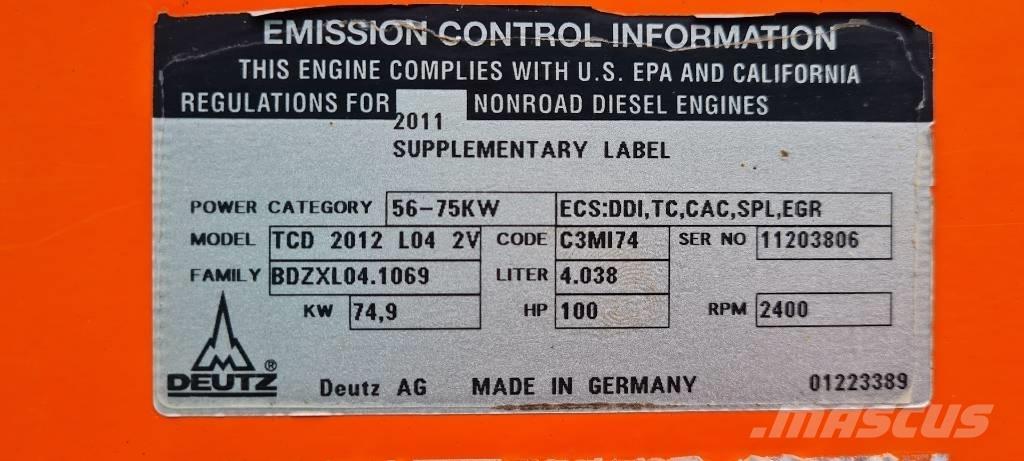 EMISSION CONTROL INFORMATION
THIS ENGINE COMPLIES WITH U.S. EPA AND CALIFORNIA
REGULATIONS FOR NONROAD DIESEL ENGINES
2011
SUPPLEMENTARY LABEL
POWER CATEGORY 56-75KW ECS:DDI,TC,CAC,SPL,EGR
MODEL TCD 2012 L04 2V CODE C3MI74 SER NO 11203806
FAMILY BDZXL04.1069 LITER 4.038
KW 74,9 HP 100 RPM 2400
DEUTZ ® Deutz AG MADE IN GERMANY 01223389
MASCUS